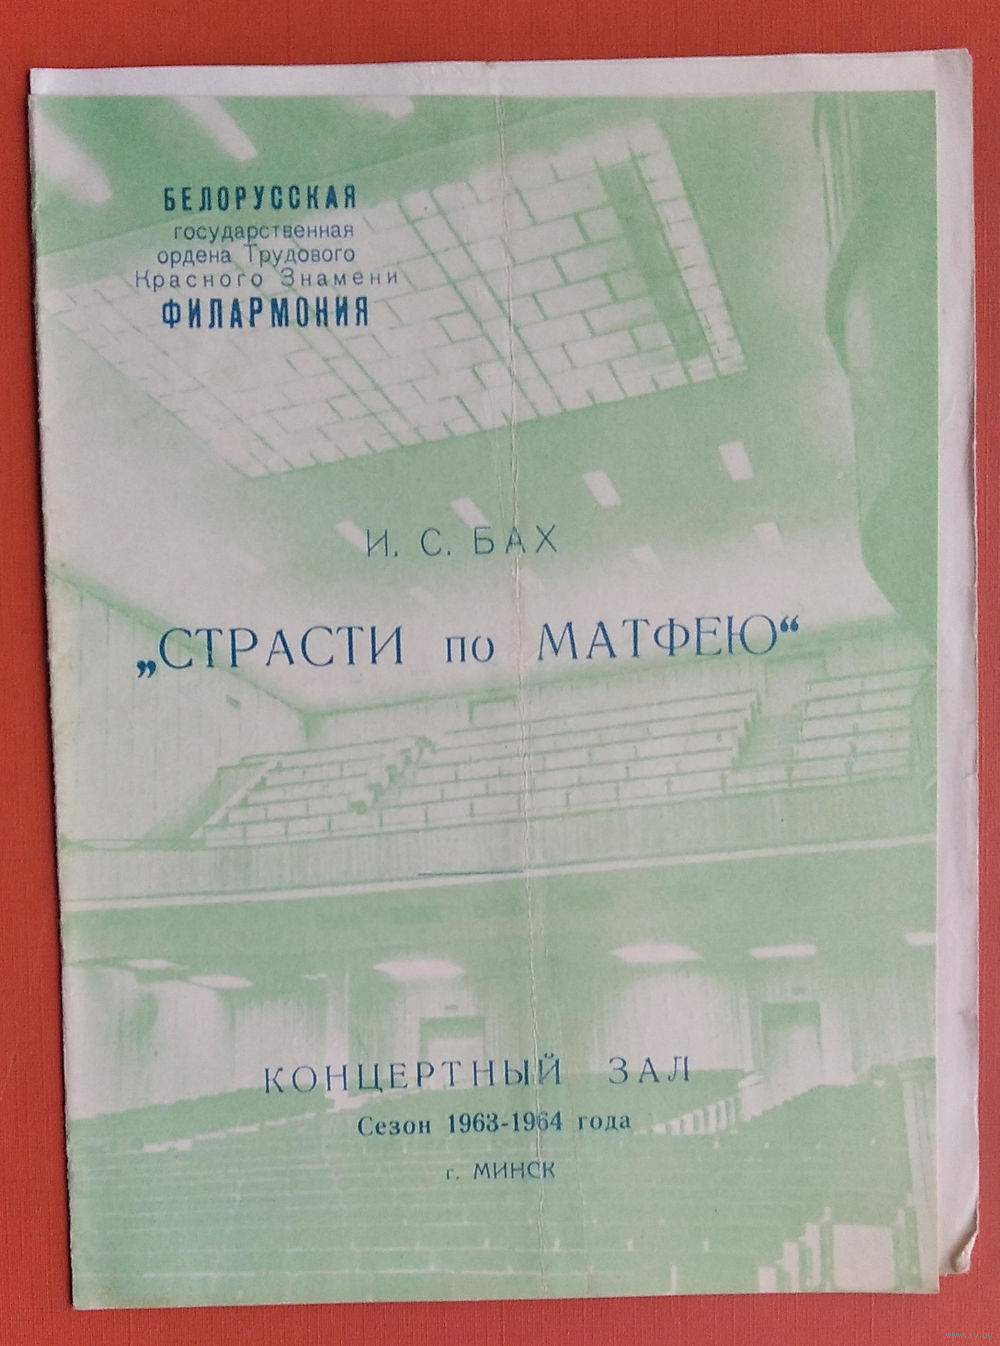 БЕЛОРУССКАЯ
государственная
ордена Трудового
Красного Знамени
ФИЛАРМОНИЯ
И. С. БАХ
„СТРАСТИ по МАТФЕЮ“
КОНЦЕРТНЫЙ ЗАЛ
Сезон 1963-1964 года
г. МИНСК